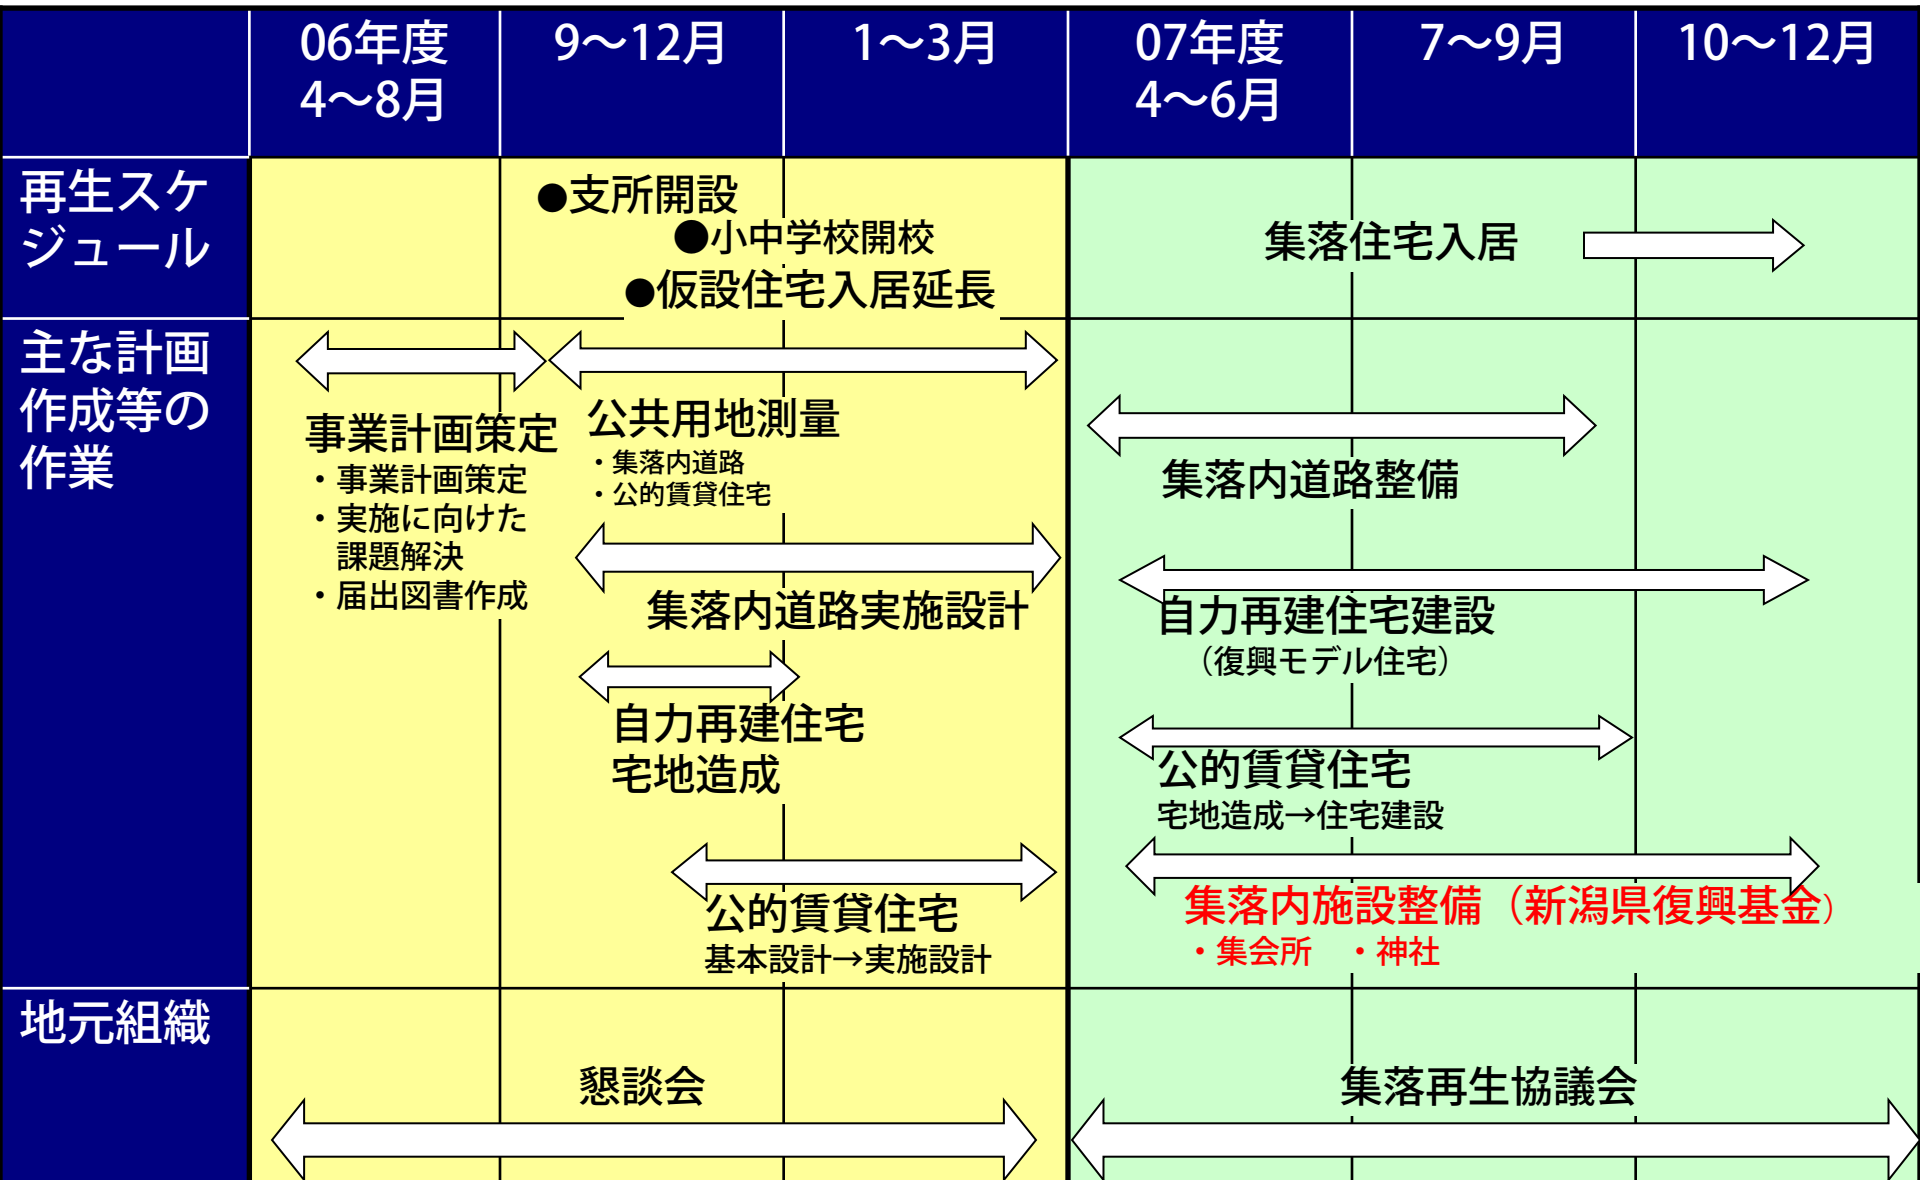 06年度
4～8月
9～12月
1～3月
07年度
4～6月
7～9月
10～12月
再生スケ
ジュール
●支所開設
●小中学校開校
●仮設住宅入居延長
集落住宅入居
主な計画
作成等の
作業
事業計画策定
・事業計画策定
・実施に向けた
課題解決
・届出図書作成
公共用地測量
・集落内道路
・公的賃貸住宅
集落内道路実施設計
自力再建住宅
宅地造成
公的賃貸住宅
基本設計→実施設計
集落内道路整備
自力再建住宅建設
（復興モデル住宅）
公的賃貸住宅
宅地造成→住宅建設
集落内施設整備（新潟県復興基金）
・集会所　・神社
地元組織
懇談会
集落再生協議会